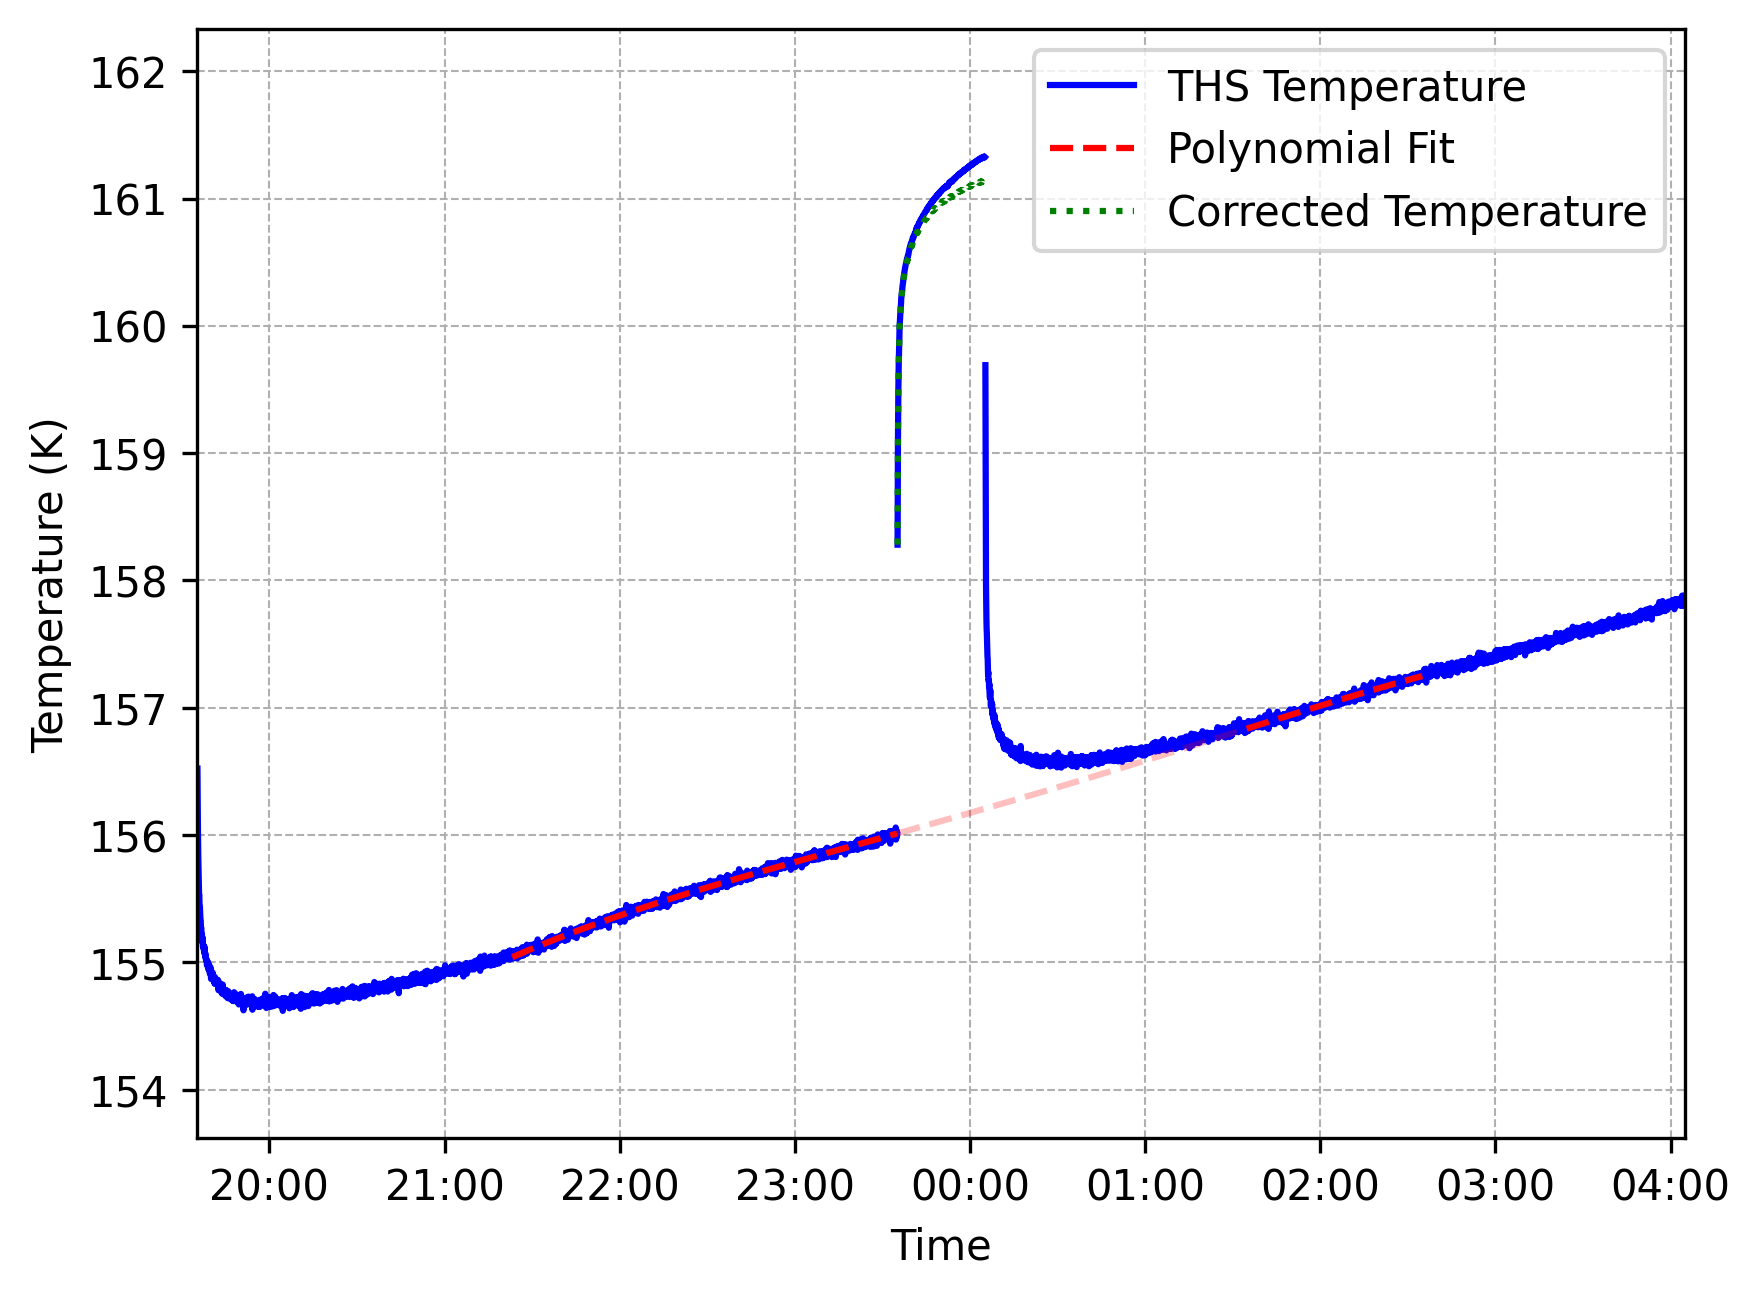 162
161
160
159
158
157
156
155
154
Temperature (K)
THS Temperature
Polynomial Fit
Corrected Temperature
20:00 21:00 22:00 23:00 00:00 01:00 02:00 03:00 04:00
Time